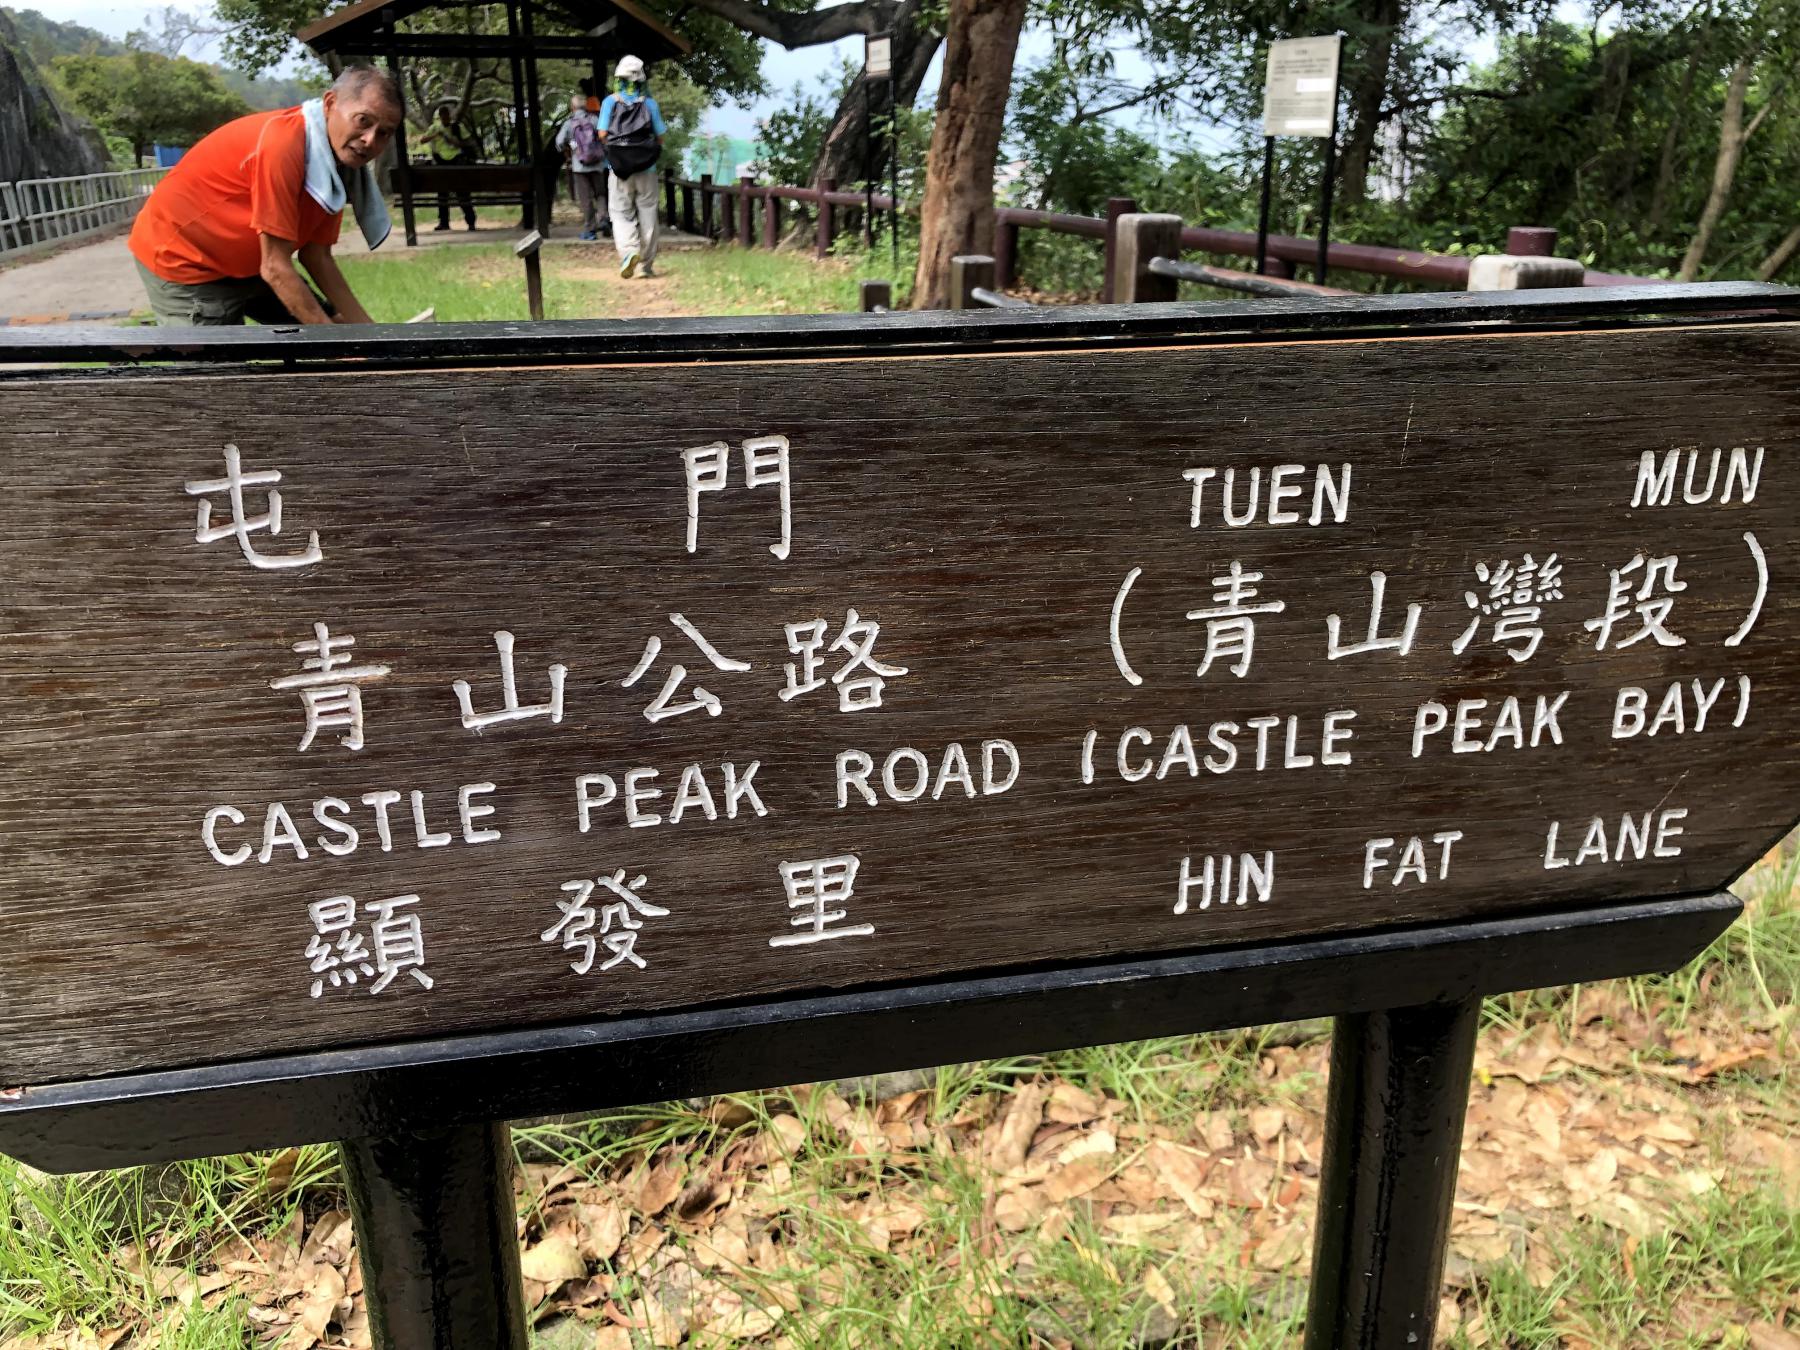 屯門 TUEN MUN
青山公路 (青山灣段)
CASTLE PEAK ROAD (CASTLE PEAK BAY)
顯發里 HIN FAT LANE